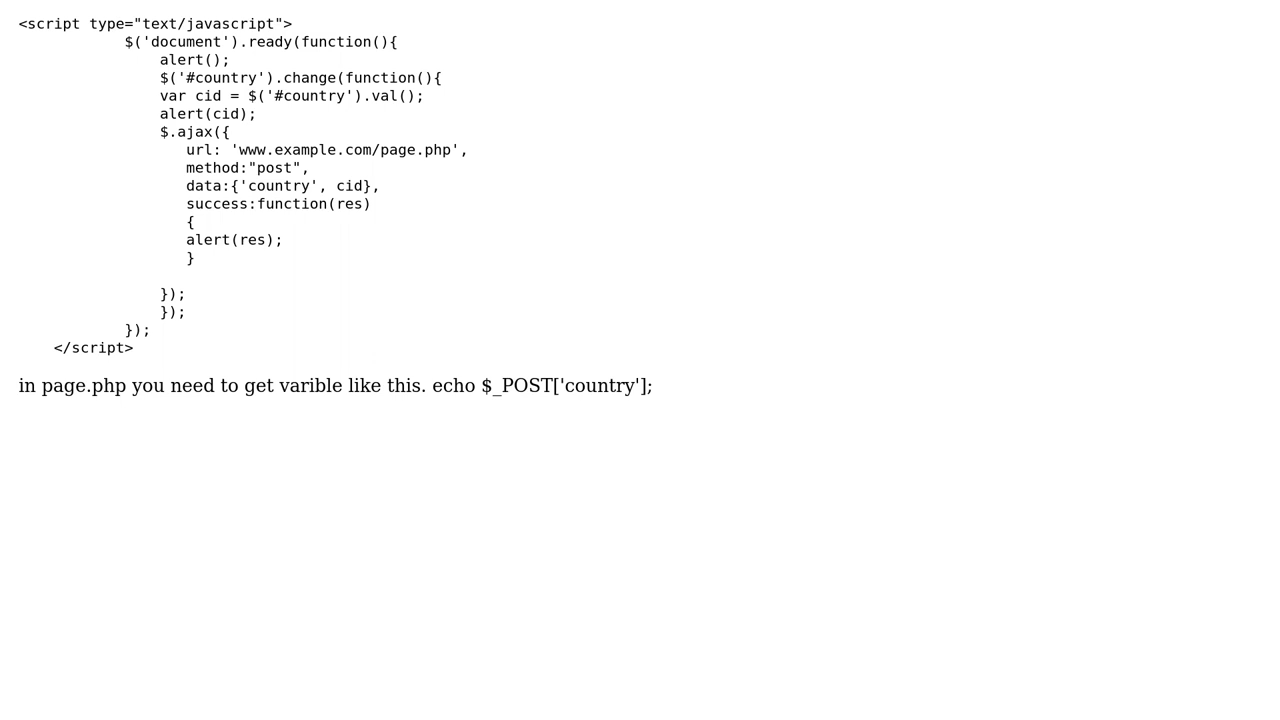 <script type="text/javascript">
$('document').ready(function(){
alert();
$('#country').change(function(){
var cid = $('#country').val();
alert(cid);
$.ajax({
url: 'www.example.com/page.php',
method:"post",
data:{'country', cid},
success:function(res)
{
alert(res);
}
});
});
});
</script>
in page.php you need to get varible like this. echo $_POST['country'];